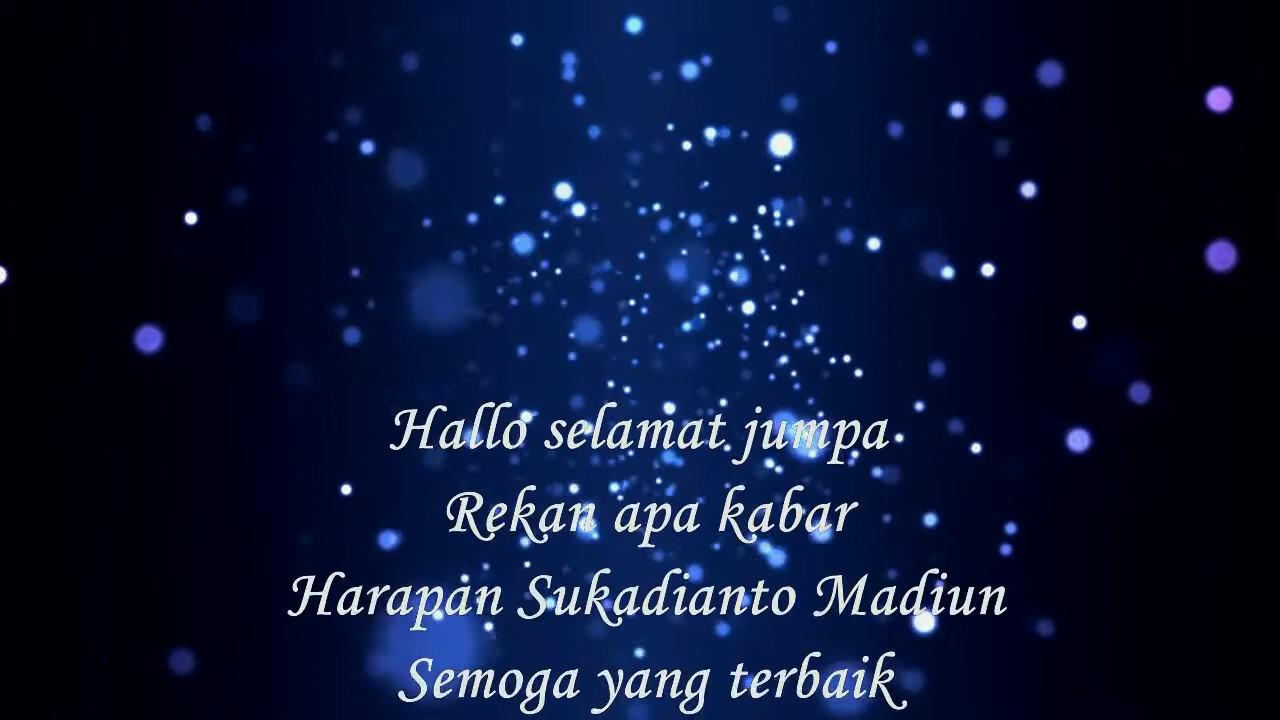 Hallo selamat jumpa
Rekan apa kabar
Harapan Sukadianto Madiun
Semoga yang terbaik